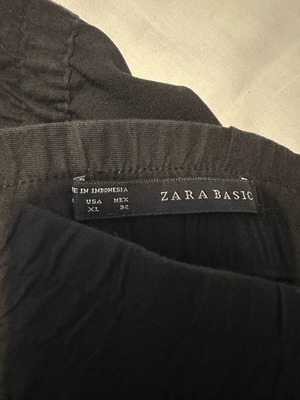 E IN INDONESIA
USA MEX
XL 32
ZARA BASIC